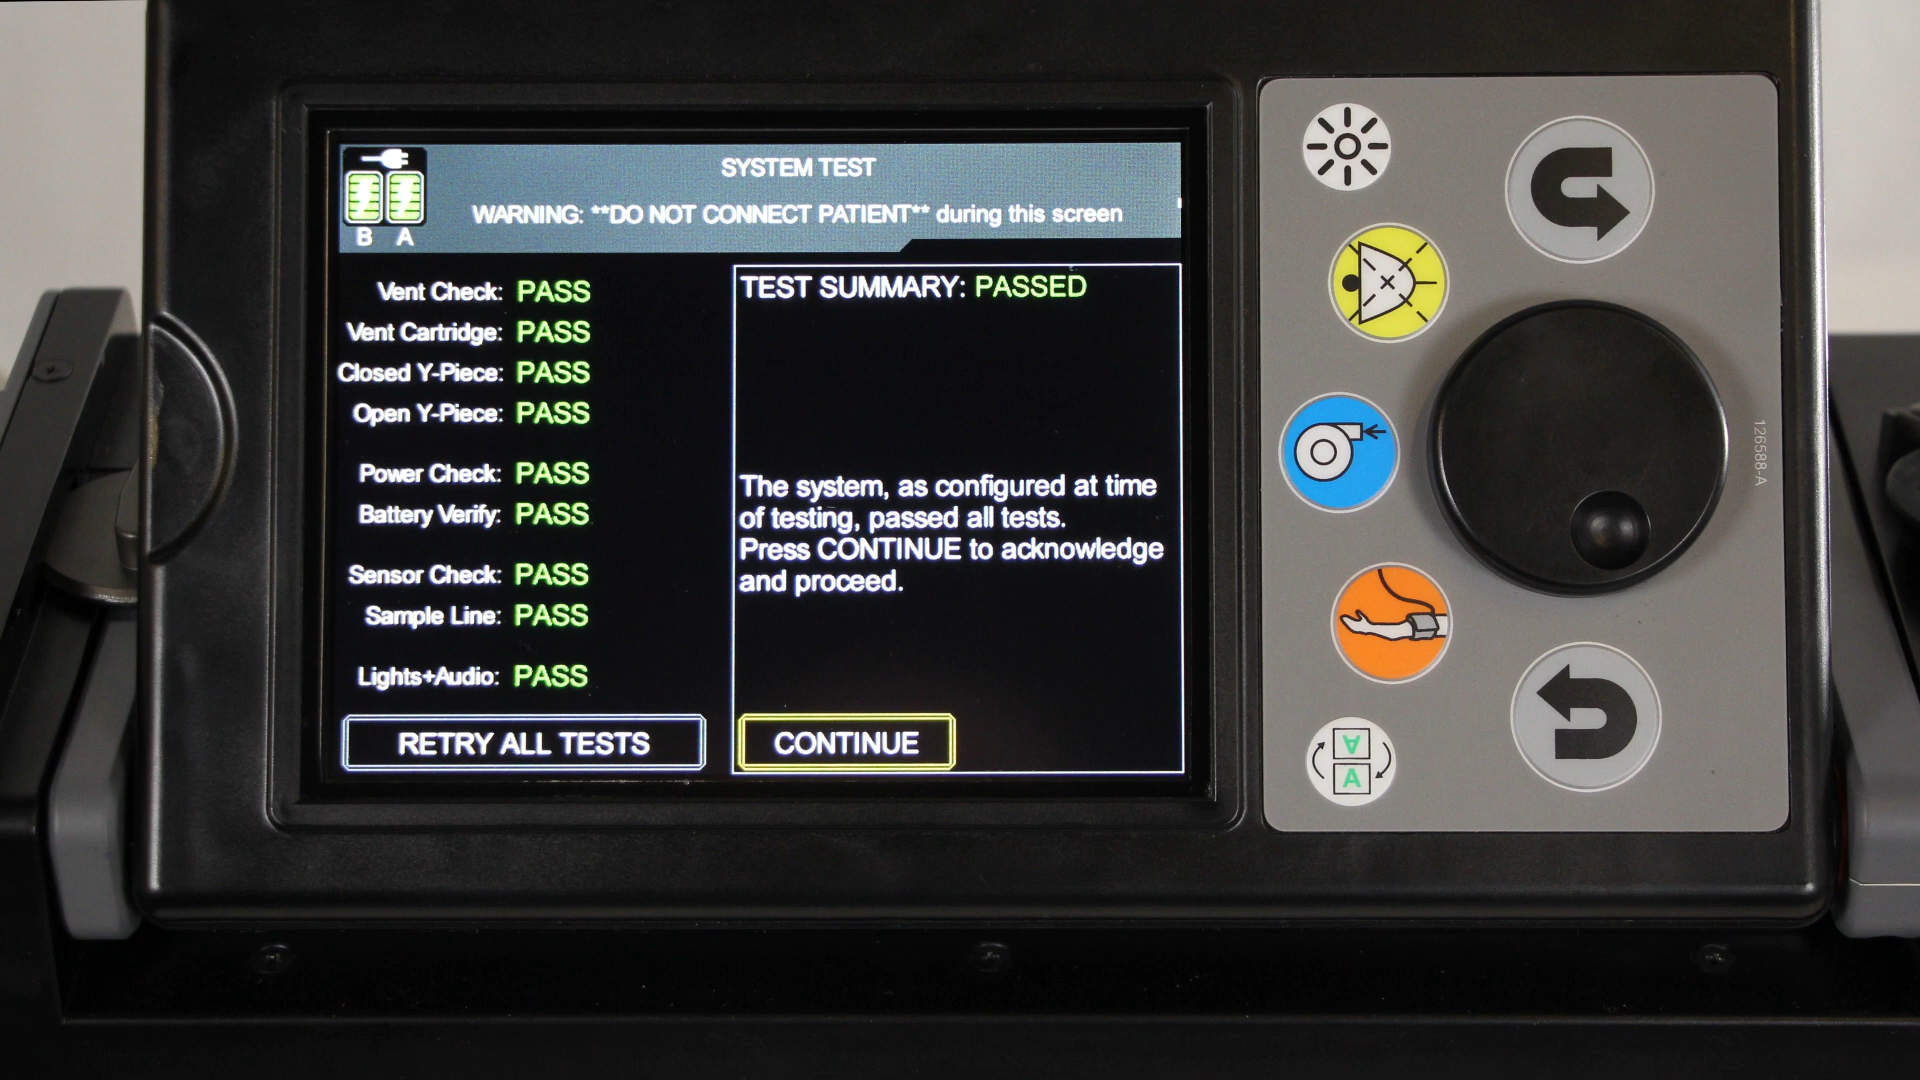 SYSTEM TEST
WARNING: **DO NOT CONNECT PATIENT** during this screen
B A
Vent Check: PASS
Vent Cartridge: PASS
Closed Y-Piece: PASS
Open Y-Piece: PASS
Power Check: PASS
Battery Verify: PASS
Sensor Check: PASS
Sample Line: PASS
Lights+Audio: PASS
RETRY ALL TESTS
TEST SUMMARY: PASSED
The system, as configured at time
of testing, passed all tests.
Press CONTINUE to acknowledge
and proceed.
CONTINUE
126588-A
A
A